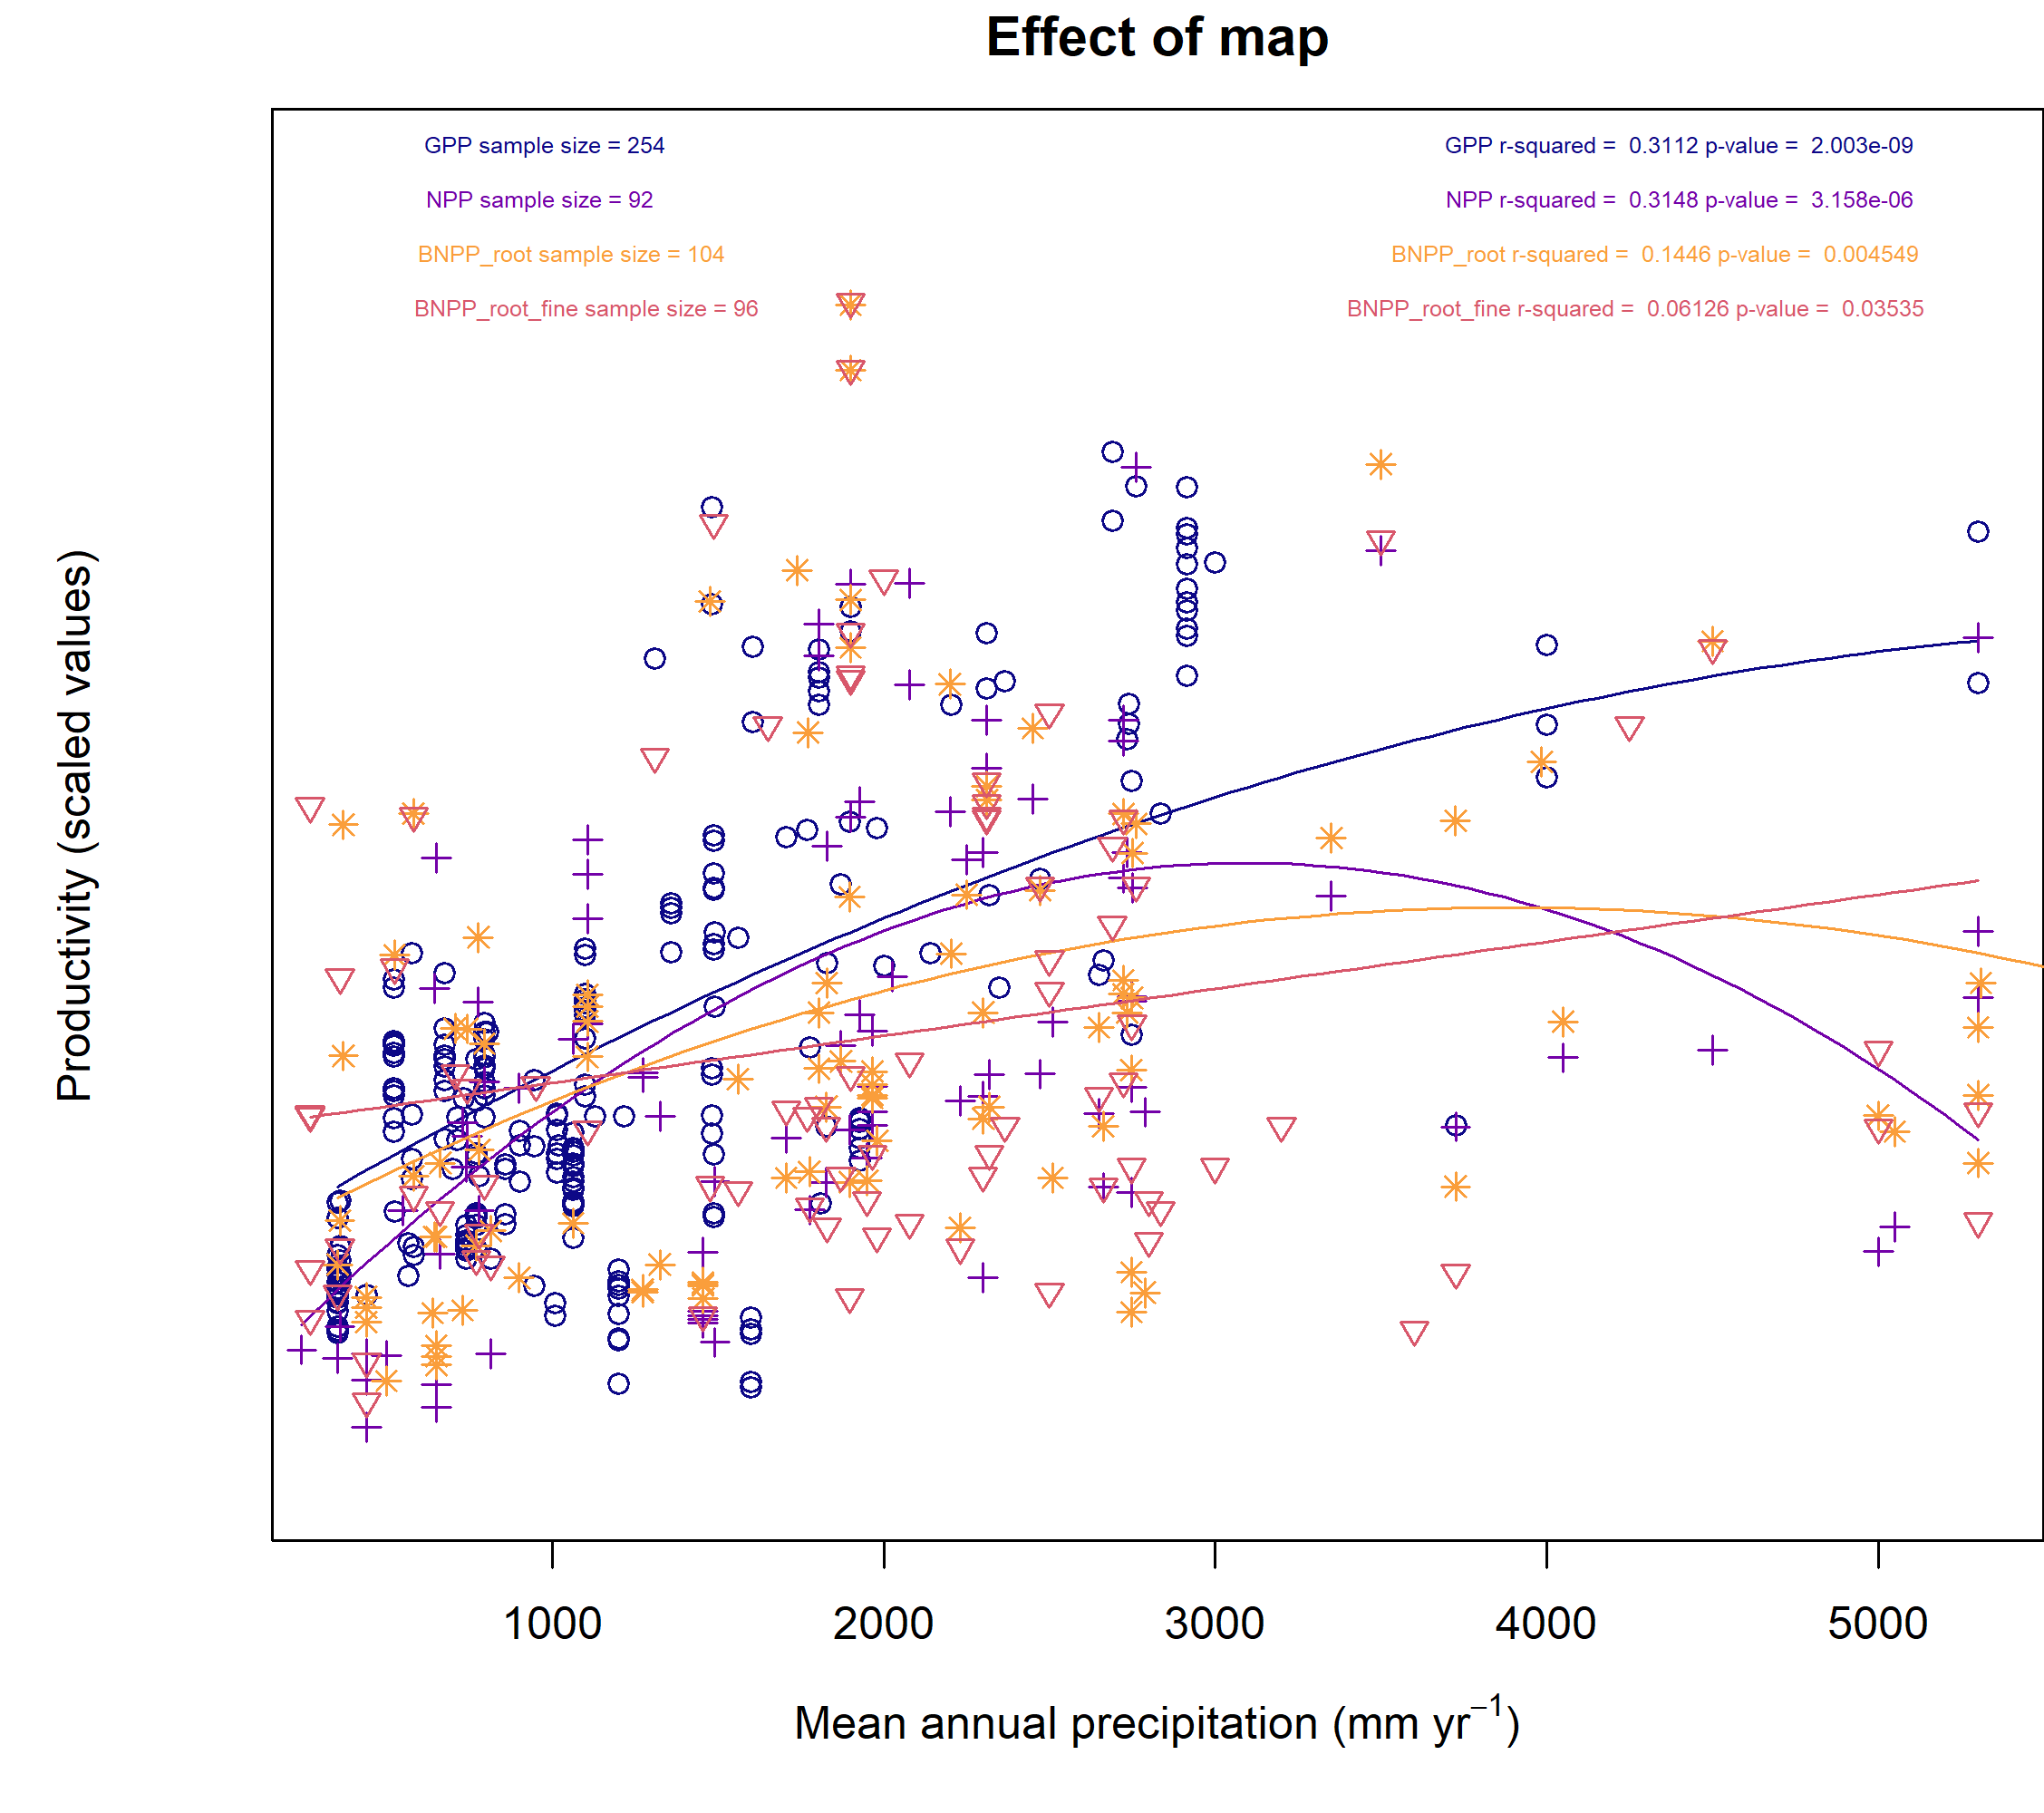 Effect of map
GPP sample size = 254
GPP r-squared = 0.3112 p-value = 2.003e-09
NPP sample size = 92
NPP r-squared = 0.3148 p-value = 3.158e-06
BNPP_root sample size = 104
BNPP_root r-squared = 0.1446 p-value = 0.004549
BNPP_root_fine sample size = 96
BNPP_root_fine r-squared = 0.06126 p-value = 0.03535
Productivity (scaled values)
1000 2000 3000 4000 5000
Mean annual precipitation (mm yr⁻¹)